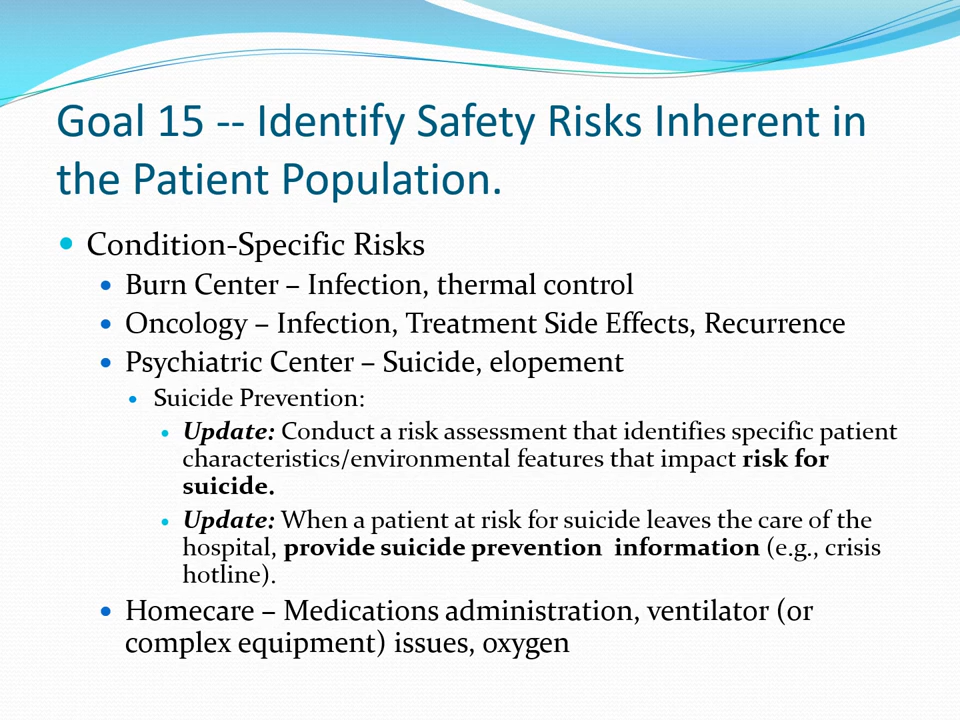 Goal 15 -- Identify Safety Risks Inherent in
the Patient Population.
• Condition-Specific Risks
• Burn Center – Infection, thermal control
• Oncology – Infection, Treatment Side Effects, Recurrence
• Psychiatric Center – Suicide, elopement
• Suicide Prevention:
• Update: Conduct a risk assessment that identifies specific patient
characteristics/environmental features that impact risk for
suicide.
• Update: When a patient at risk for suicide leaves the care of the
hospital, provide suicide prevention information (e.g., crisis
hotline).
• Homecare – Medications administration, ventilator (or
complex equipment) issues, oxygen